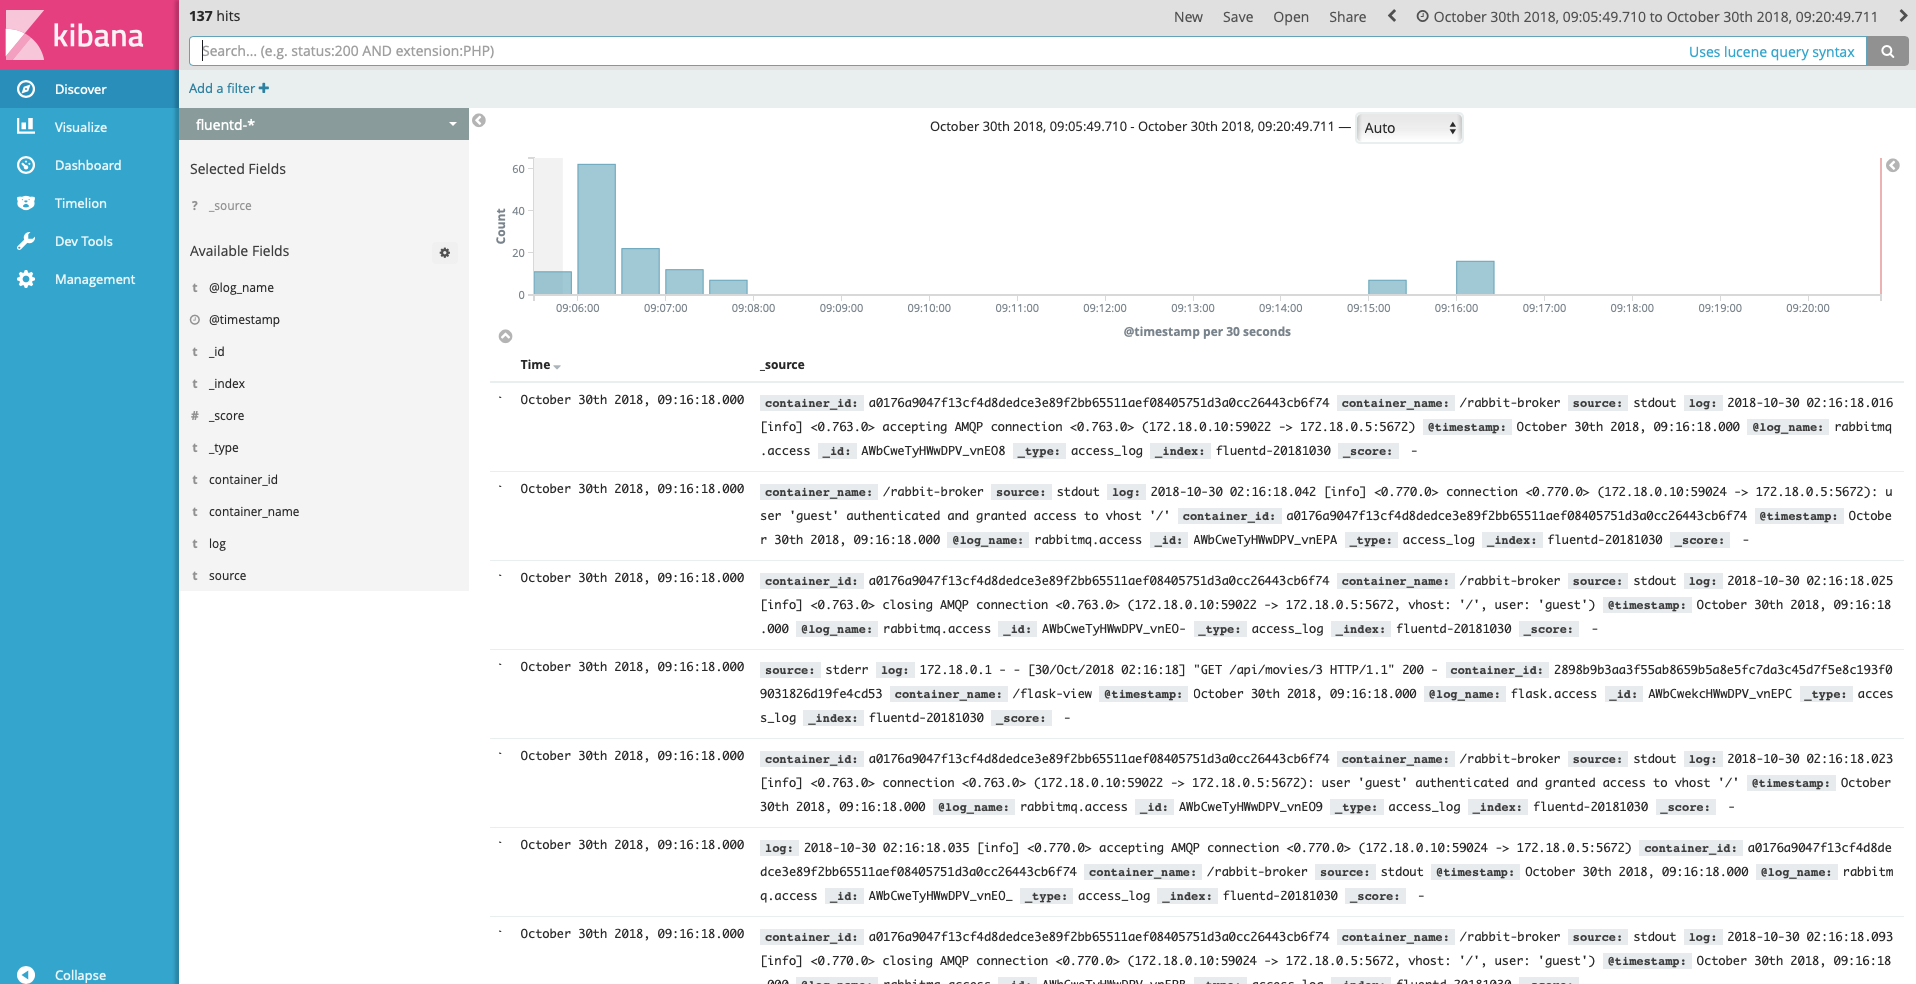 kibana
Discover
Visualize
Dashboard
Timelion
Dev Tools
Management
Collapse
137 hits
New Save Open Share October 30th 2018, 09:05:49.710 to October 30th 2018, 09:20:49.711
Search... (e.g. status:200 AND extension:PHP) Uses lucene query syntax
Add a filter
fluentd-*
Selected Fields
? _source
Available Fields
t @log_name
@timestamp
t _id
t _index
# _score
t _type
t container_id
t container_name
t log
t source
October 30th 2018, 09:05:49.710 - October 30th 2018, 09:20:49.711 — Auto
Count
60
40
20
0
09:06:00 09:07:00 09:08:00 09:09:00 09:10:00 09:11:00 09:12:00 09:13:00 09:14:00 09:15:00 09:16:00 09:17:00 09:18:00 09:19:00 09:20:00
@timestamp per 30 seconds
Time _source
October 30th 2018, 09:16:18.000 container_id: a0176a9047f13cf4d8dedce3e89f2bb65511aef08405751d3a0cc26443cb6f74 container_name: /rabbit-broker source: stdout log: 2018-10-30 02:16:18.016
[info] <0.763.0> accepting AMQP connection <0.763.0> (172.18.0.10:59022 -> 172.18.0.5:5672) @timestamp: October 30th 2018, 09:16:18.000 @log_name: rabbitmq
.access _id: AWbCweTyHWwDPV_vnEO8 _type: access_log _index: fluentd-20181030 _score: -
October 30th 2018, 09:16:18.000 container_name: /rabbit-broker source: stdout log: 2018-10-30 02:16:18.042 [info] <0.770.0> connection <0.770.0> (172.18.0.10:59024 -> 172.18.0.5:5672): u
ser 'guest' authenticated and granted access to vhost '/' container_id: a0176a9047f13cf4d8dedce3e89f2bb65511aef08405751d3a0cc26443cb6f74 @timestamp: Octobe
r 30th 2018, 09:16:18.000 @log_name: rabbitmq.access _id: AWbCweTyHWwDPV_vnEPA _type: access_log _index: fluentd-20181030 _score: -
October 30th 2018, 09:16:18.000 container_id: a0176a9047f13cf4d8dedce3e89f2bb65511aef08405751d3a0cc26443cb6f74 container_name: /rabbit-broker source: stdout log: 2018-10-30 02:16:18.025
[info] <0.763.0> closing AMQP connection <0.763.0> (172.18.0.10:59022 -> 172.18.0.5:5672, vhost: '/', user: 'guest') @timestamp: October 30th 2018, 09:16:18
.000 @log_name: rabbitmq.access _id: AWbCweTyHWwDPV_vnEO- _type: access_log _index: fluentd-20181030 _score: -
October 30th 2018, 09:16:18.000 source: stderr log: 172.18.0.1 - - [30/Oct/2018 02:16:18] "GET /api/movies/3 HTTP/1.1" 200 - container_id: 2898b9b3aa3f55ab8659b5a8e5fc7da3c45d7f5e8c193f0
9031826d19fe4cd53 container_name: /flask-view @timestamp: October 30th 2018, 09:16:18.000 @log_name: flask.access _id: AWbCwekcHWwDPV_vnEPC _type: acces
s_log _index: fluentd-20181030 _score: -
October 30th 2018, 09:16:18.000 container_id: a0176a9047f13cf4d8dedce3e89f2bb65511aef08405751d3a0cc26443cb6f74 container_name: /rabbit-broker source: stdout log: 2018-10-30 02:16:18.023
[info] <0.763.0> connection <0.763.0> (172.18.0.10:59022 -> 172.18.0.5:5672): user 'guest' authenticated and granted access to vhost '/' @timestamp: October
30th 2018, 09:16:18.000 @log_name: rabbitmq.access _id: AWbCweTyHWwDPV_vnEO9 _type: access_log _index: fluentd-20181030 _score: -
October 30th 2018, 09:16:18.000 log: 2018-10-30 02:16:18.035 [info] <0.770.0> accepting AMQP connection <0.770.0> (172.18.0.10:59024 -> 172.18.0.5:5672) container_id: a0176a9047f13cf4d8de
dce3e89f2bb65511aef08405751d3a0cc26443cb6f74 container_name: /rabbit-broker source: stdout @timestamp: October 30th 2018, 09:16:18.000 @log_name: rabbitm
q.access _id: AWbCweTyHWwDPV_vnEO_ _type: access_log _index: fluentd-20181030 _score: -
October 30th 2018, 09:16:18.000 container_id: a0176a9047f13cf4d8dedce3e89f2bb65511aef08405751d3a0cc26443cb6f74 container_name: /rabbit-broker source: stdout log: 2018-10-30 02:16:18.093
[info] <0.770.0> closing AMQP connection <0.770.0> (172.18.0.10:59024 -> 172.18.0.5:5672, vhost: '/', user: 'guest') @timestamp: October 30th 2018, 09:16:18